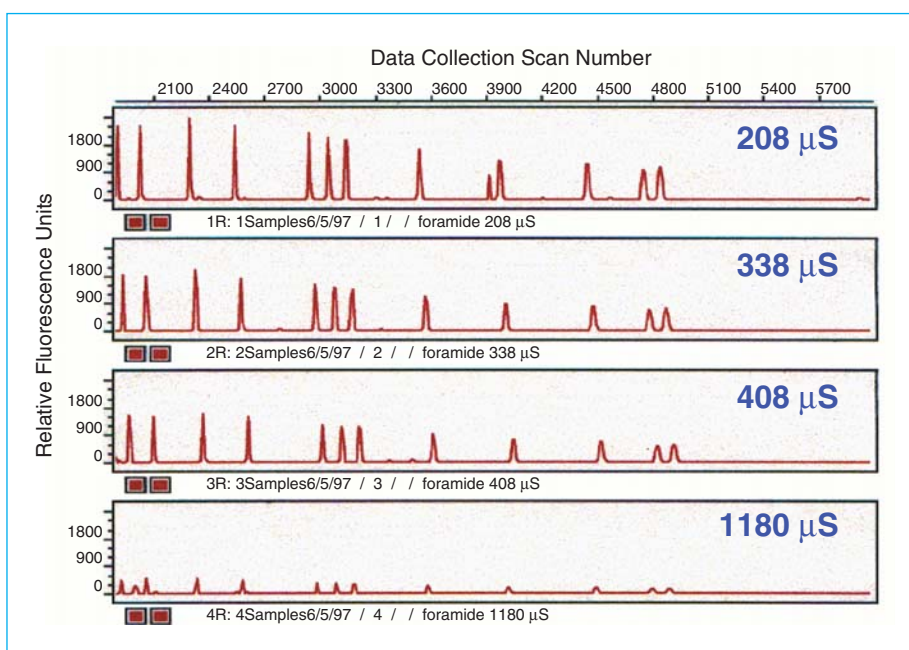 Data Collection Scan Number
2100 2400 2700 3000 3300 3600 3900 4200 4500 4800 5100 5400 5700
Relative Fluorescence Units
1800
900
0
208 μS
1R: 1Samples6/5/97 / 1 / / foramide 208 μS
1800
900
0
338 μS
2R: 2Samples6/5/97 / 2 / / foramide 338 μS
1800
900
0
408 μS
3R: 3Samples6/5/97 / 3 / / foramide 408 μS
1800
900
0
1180 μS
4R: 4Samples6/5/97 / 4 / / foramide 1180 μS